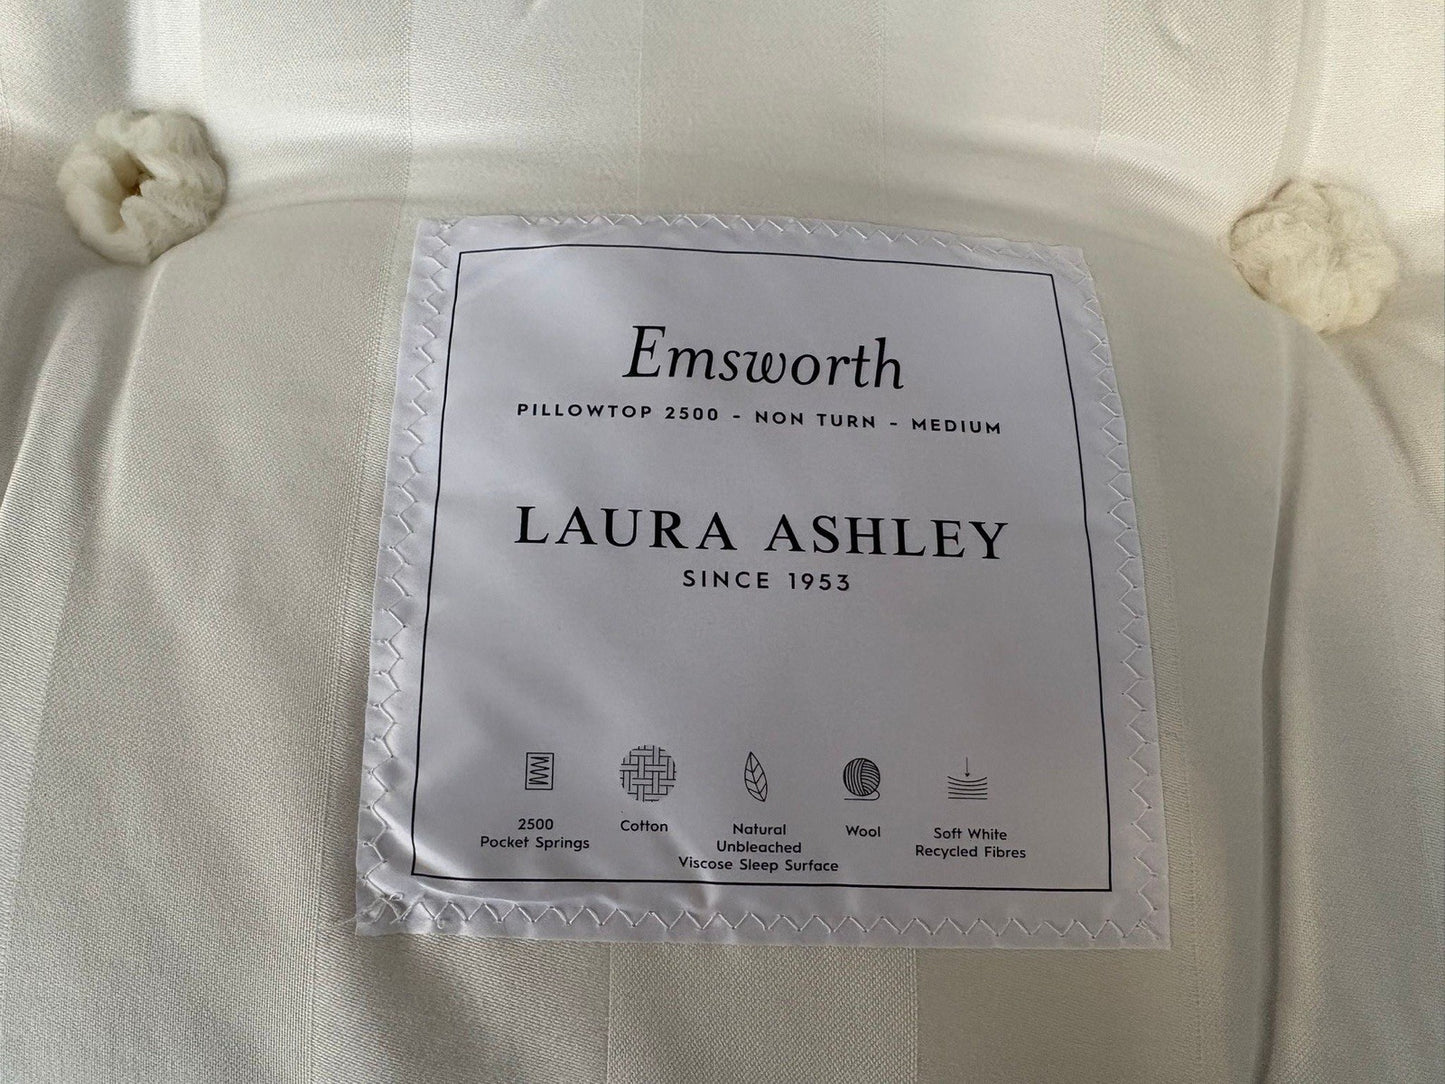 Emsworth
PILLOWTOP 2500 - NON TURN - MEDIUM
LAURA ASHLEY
SINCE 1953
2500
Pocket Springs
Cotton
Natural
Unbleached
Viscose Sleep Surface
Wool
Soft White
Recycled Fibres